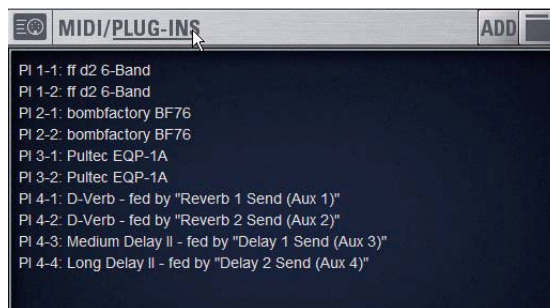 MIDI/PLUG-INS
ADD
PI 1-1: ff d2 6-Band
PI 1-2: ff d2 6-Band
PI 2-1: bombfactory BF76
PI 2-2: bombfactory BF76
PI 3-1: Pultec EQP-1A
PI 3-2: Pultec EQP-1A
PI 4-1: D-Verb - fed by "Reverb 1 Send (Aux 1)"
PI 4-2: D-Verb - fed by "Reverb 2 Send (Aux 2)"
PI 4-3: Medium Delay II - fed by "Delay 1 Send (Aux 3)"
PI 4-4: Long Delay II - fed by "Delay 2 Send (Aux 4)"